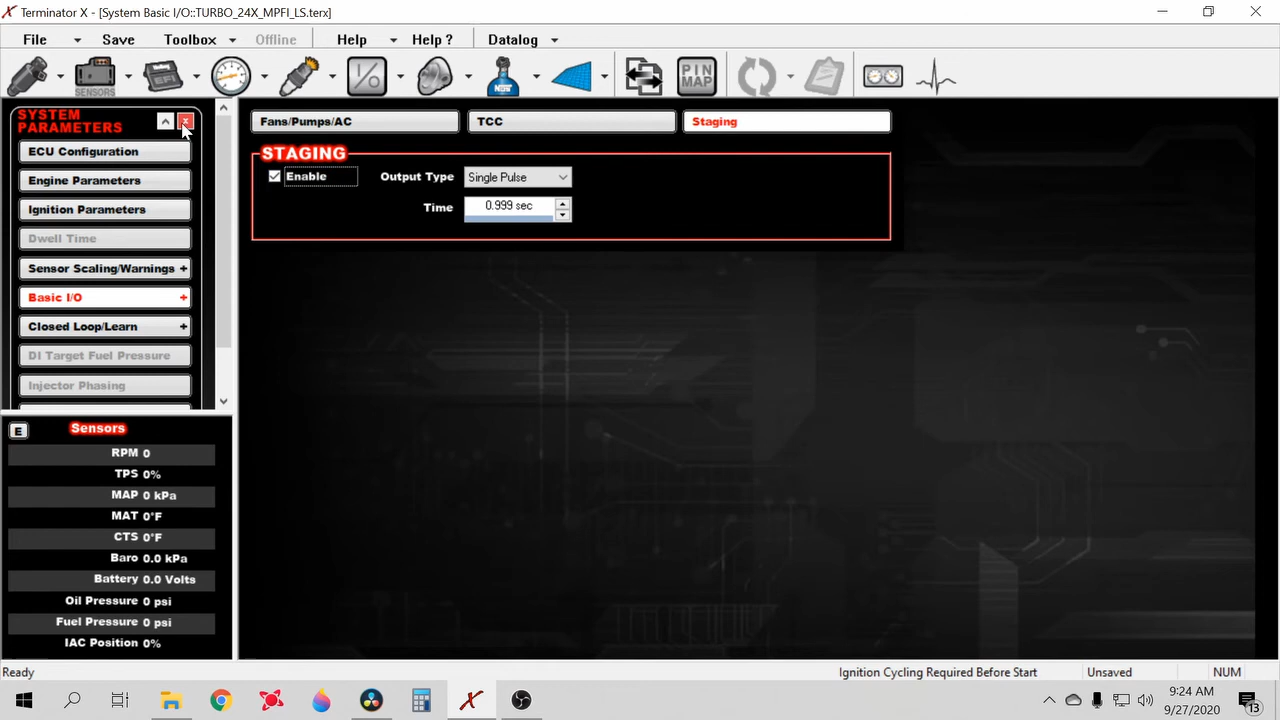 Terminator X - [System Basic I/O::TURBO_24X_MPFI_LS.terx]
File Save Toolbox Offline Help Help ? Datalog
SENSORS EFI I/O NOS PIN MAP
SYSTEM PARAMETERS
ECU Configuration
Engine Parameters
Ignition Parameters
Dwell Time
Sensor Scaling/Warnings +
Basic I/O +
Closed Loop/Learn +
DI Target Fuel Pressure
Injector Phasing
Fans/Pumps/AC TCC Staging
STAGING
Enable Output Type Single Pulse
Time 0.999 sec
E Sensors
RPM 0
TPS 0%
MAP 0 kPa
MAT 0°F
CTS 0°F
Baro 0.0 kPa
Battery 0.0 Volts
Oil Pressure 0 psi
Fuel Pressure 0 psi
IAC Position 0%
Ready Ignition Cycling Required Before Start Unsaved NUM
9:24 AM
9/27/2020
13